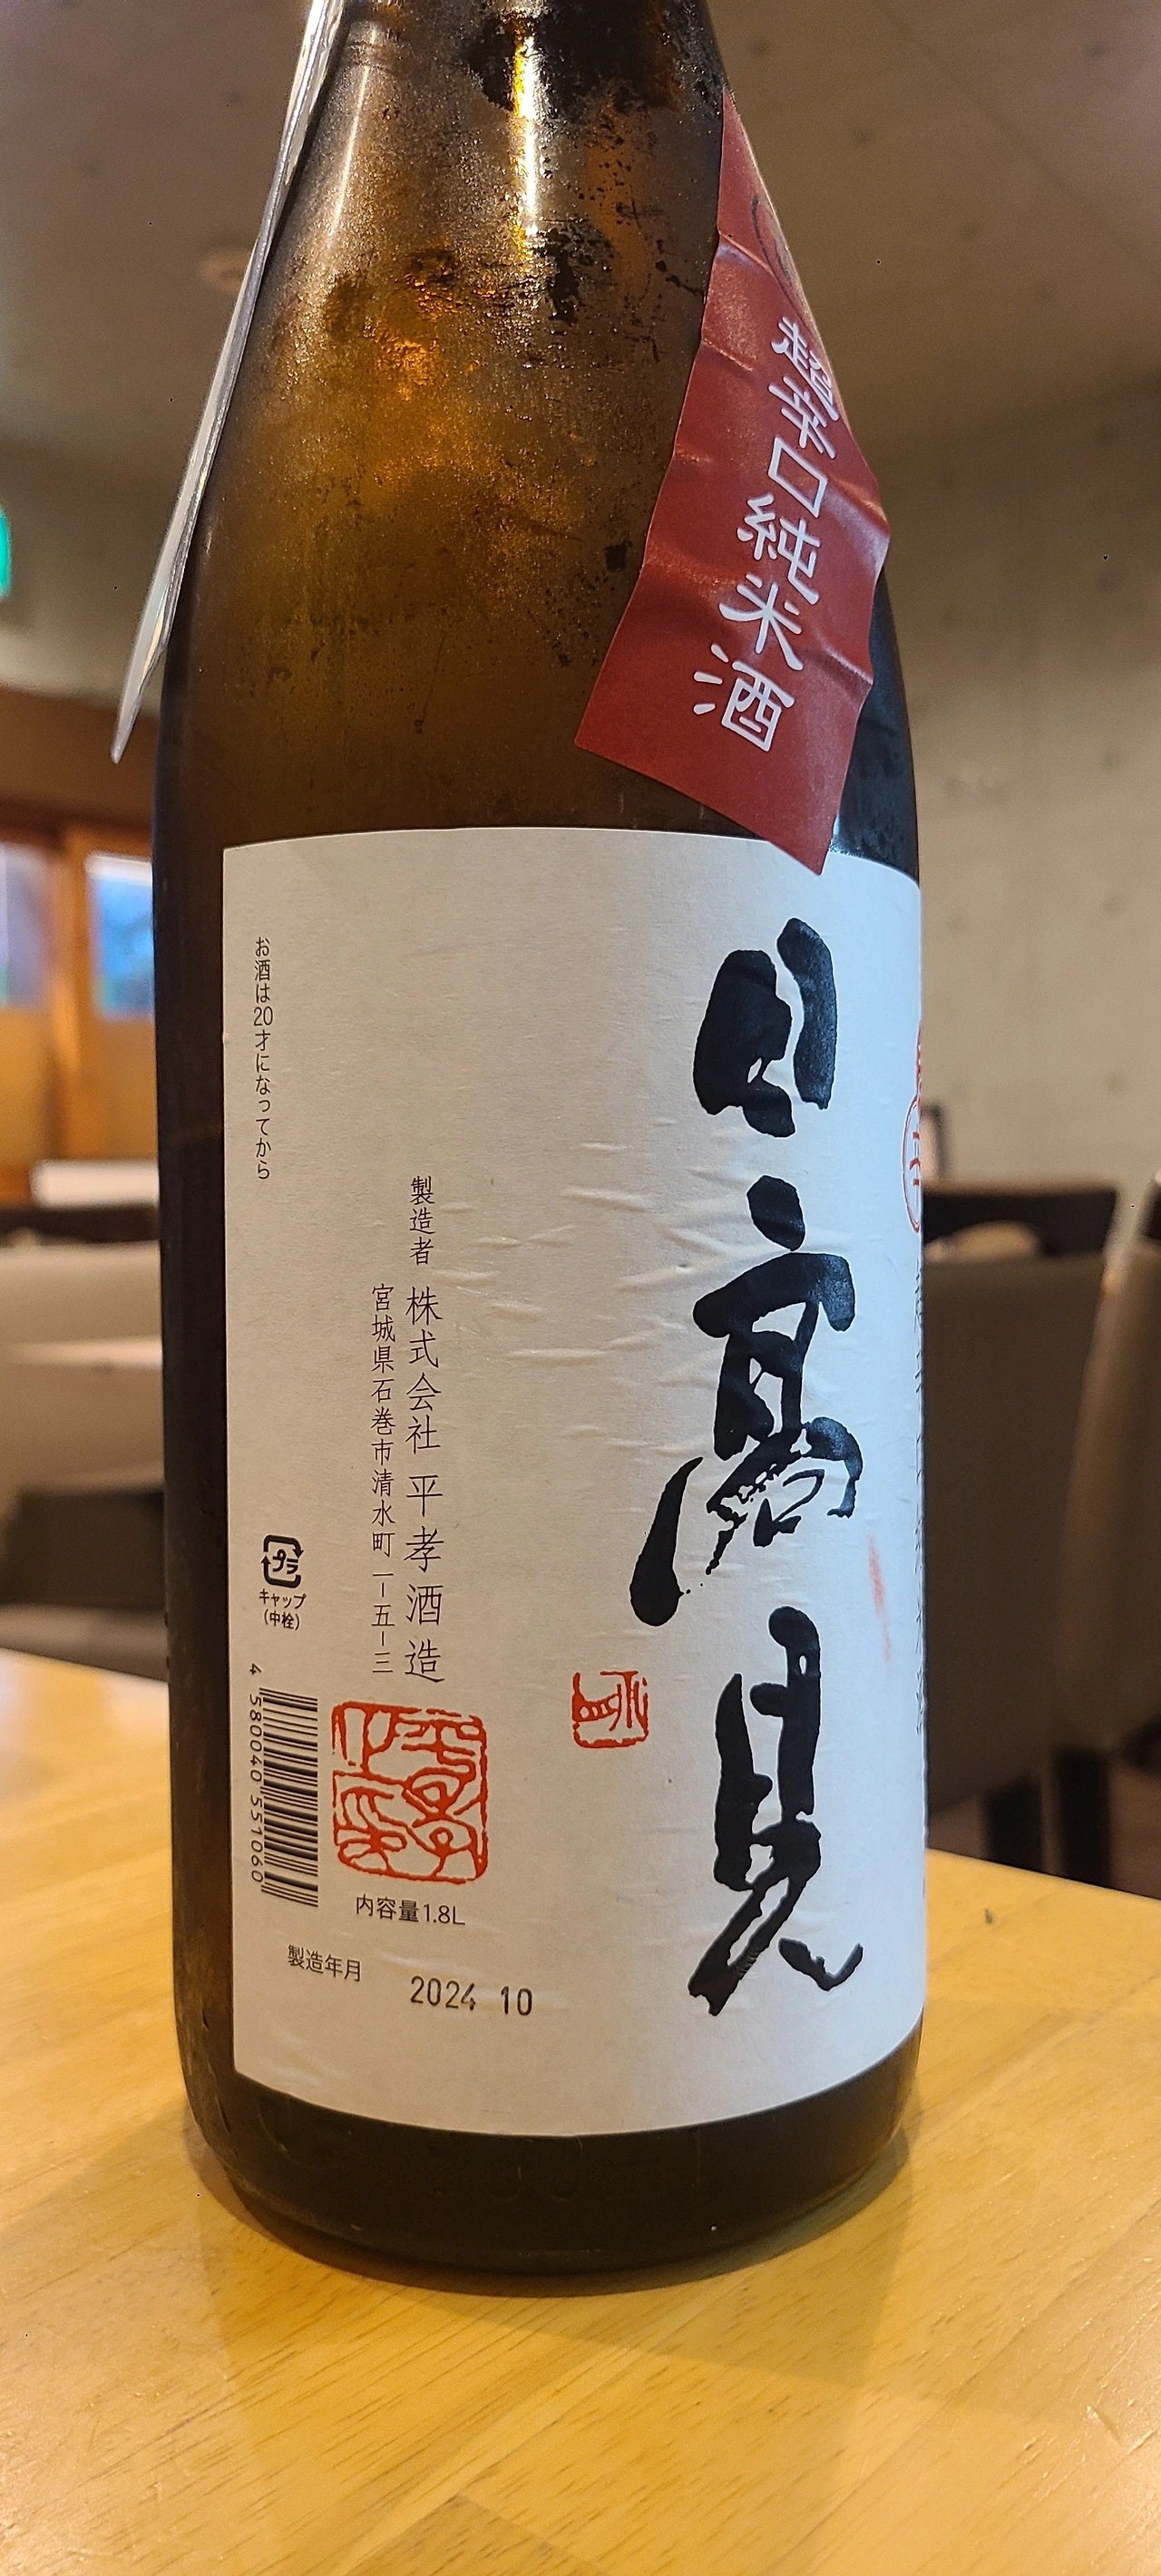 超辛口純米酒
日高見
製造者 株式会社 平孝酒造
宮城県石巻市清水町一-五-三
お酒は20才になってから
プラ
キャップ
(中栓)
4 580040 551060
内容量1.8L
製造年月 2024 10